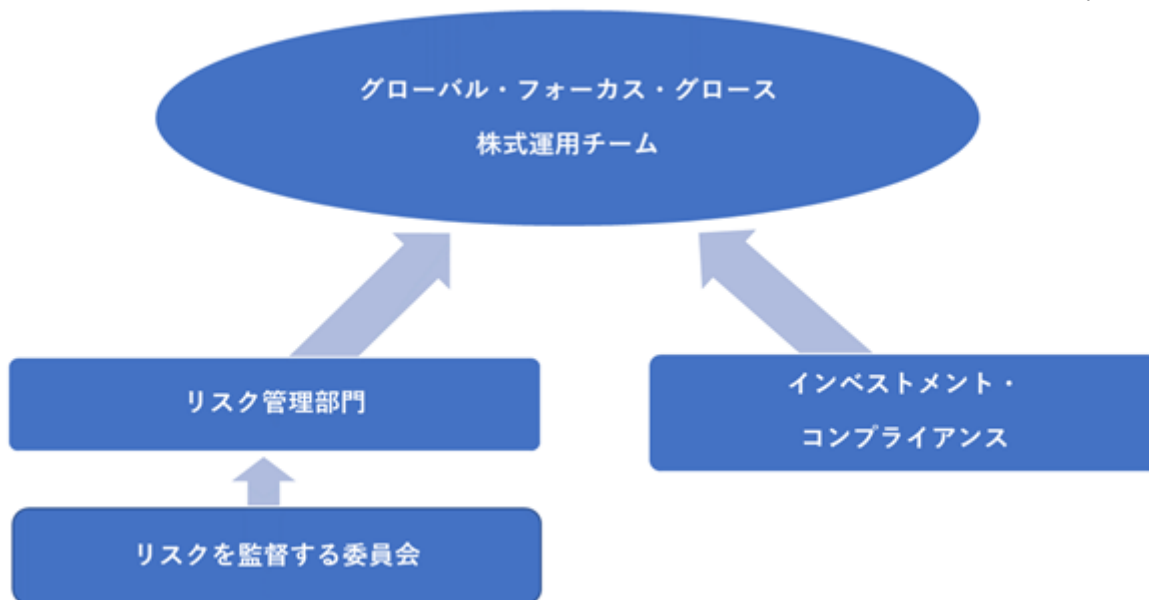 グローバル・フォーカス・グロース
株式運用チーム
リスク管理部門
インベストメント・
コンプライアンス
リスクを監督する委員会